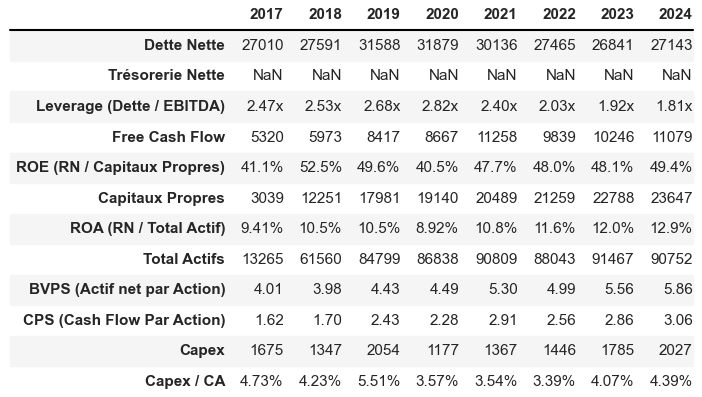 2017 2018 2019 2020 2021 2022 2023 2024
Dette Nette 27010 27591 31588 31879 30136 27465 26841 27143
Trésorerie Nette NaN NaN NaN NaN NaN NaN NaN NaN
Leverage (Dette / EBITDA) 2.47x 2.53x 2.68x 2.82x 2.40x 2.03x 1.92x 1.81x
Free Cash Flow 5320 5973 8417 8667 11258 9839 10246 11079
ROE (RN / Capitaux Propres) 41.1% 52.5% 49.6% 40.5% 47.7% 48.0% 48.1% 49.4%
Capitaux Propres 3039 12251 17981 19140 20489 21259 22788 23647
ROA (RN / Total Actif) 9.41% 10.5% 10.5% 8.92% 10.8% 11.6% 12.0% 12.9%
Total Actifs 13265 61560 84799 86838 90809 88043 91467 90752
BVPS (Actif net par Action) 4.01 3.98 4.43 4.49 5.30 4.99 5.56 5.86
CPS (Cash Flow Par Action) 1.62 1.70 2.43 2.28 2.91 2.56 2.86 3.06
Capex 1675 1347 2054 1177 1367 1446 1785 2027
Capex / CA 4.73% 4.23% 5.51% 3.57% 3.54% 3.39% 4.07% 4.39%